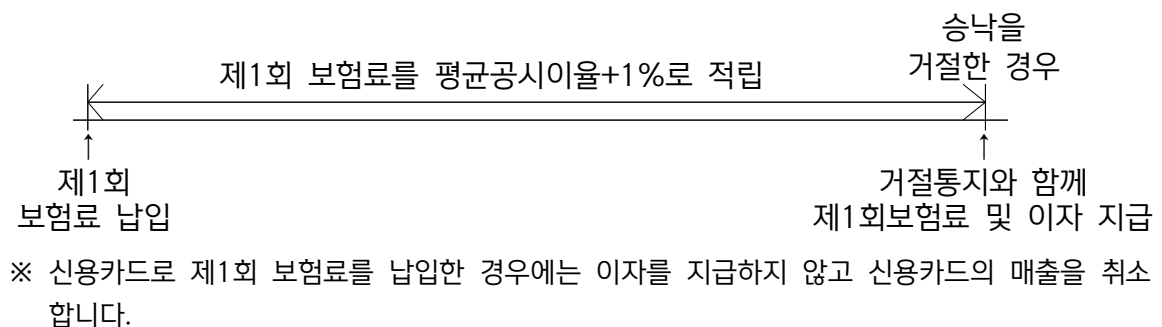 승낙을
거절한 경우
제1회 보험료를 평균공시이율+1%로 적립
제1회
보험료 납입
거절통지와 함께
제1회보험료 및 이자 지급
※ 신용카드로 제1회 보험료를 납입한 경우에는 이자를 지급하지 않고 신용카드의 매출을 취소
합니다.